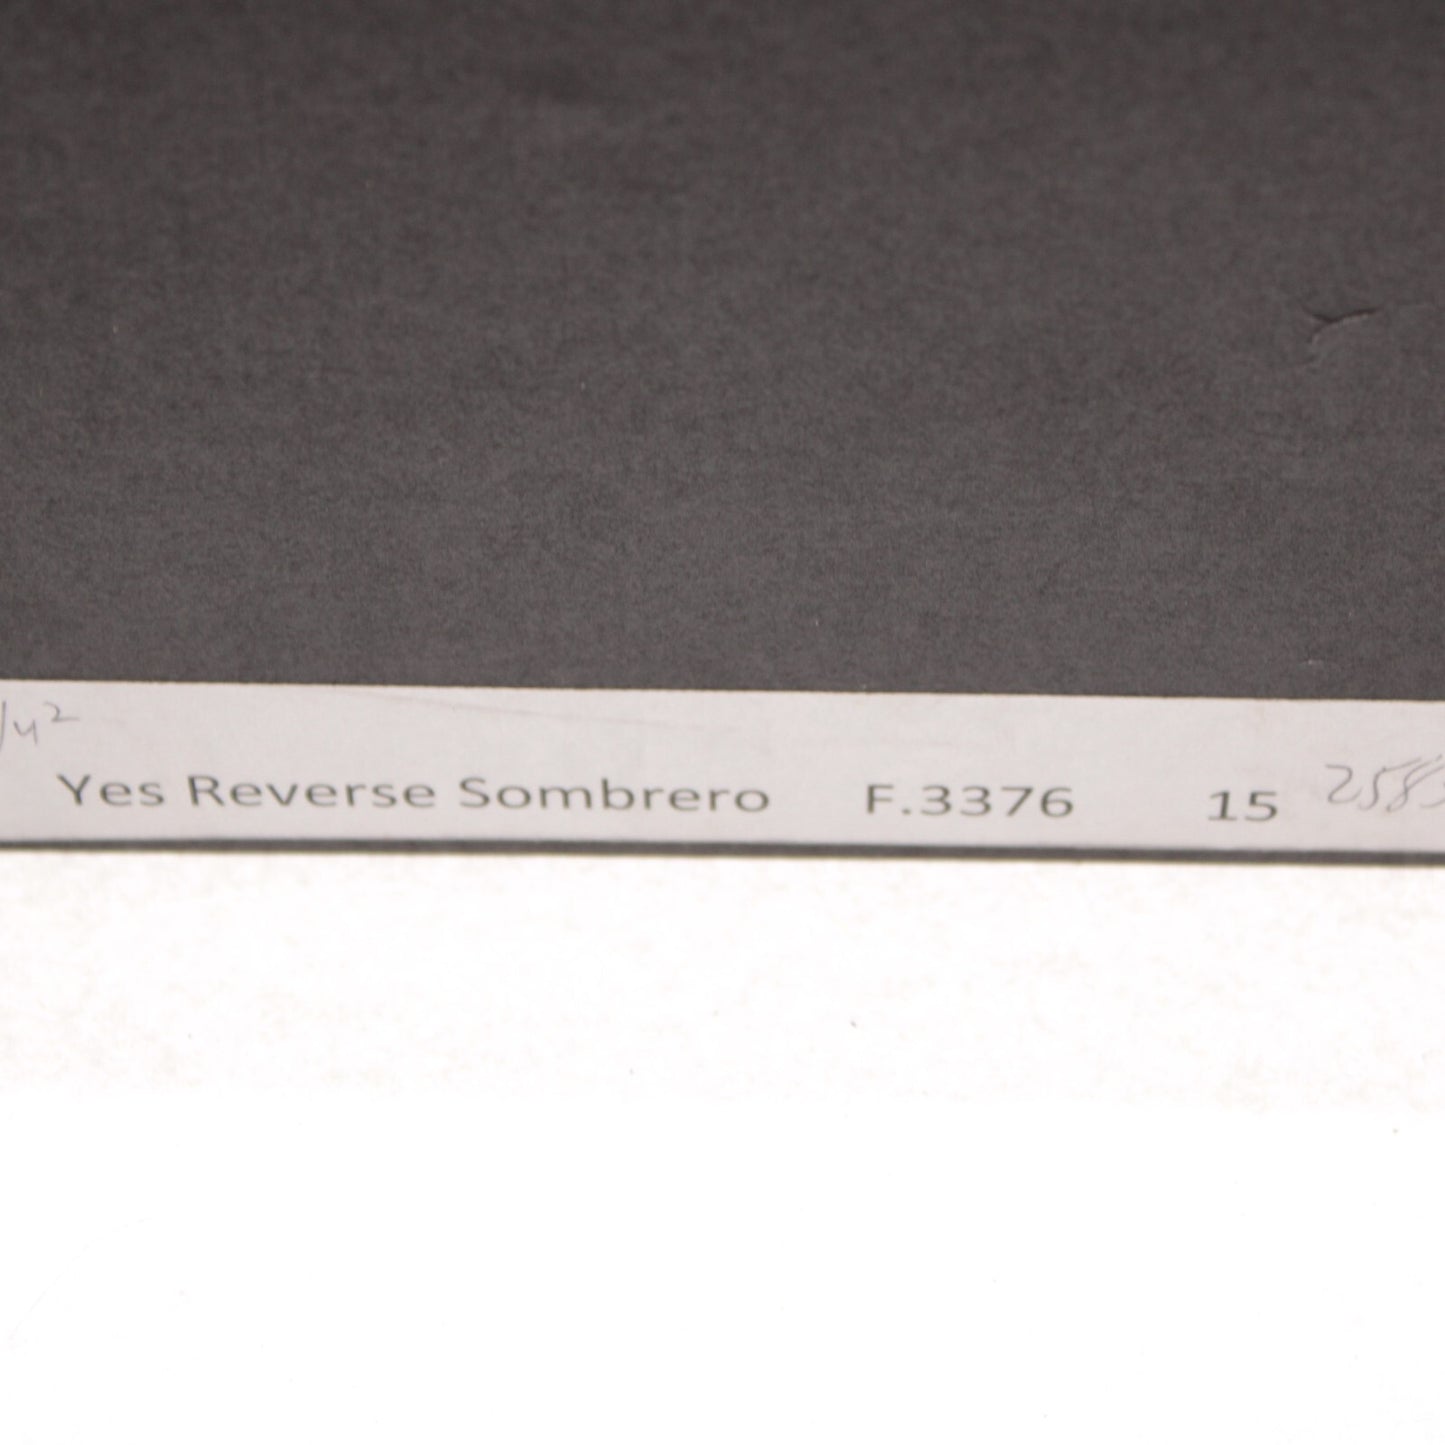 Yes Reverse Sombrero F.3376 15